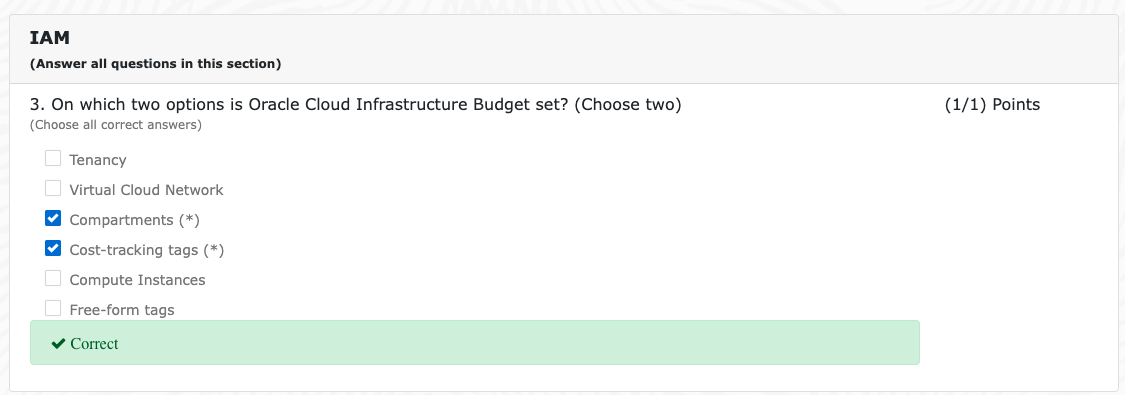 IAM
(Answer all questions in this section)
3. On which two options is Oracle Cloud Infrastructure Budget set? (Choose two) (1/1) Points
(Choose all correct answers)
Tenancy
Virtual Cloud Network
Compartments (*)
Cost-tracking tags (*)
Compute Instances
Free-form tags
Correct